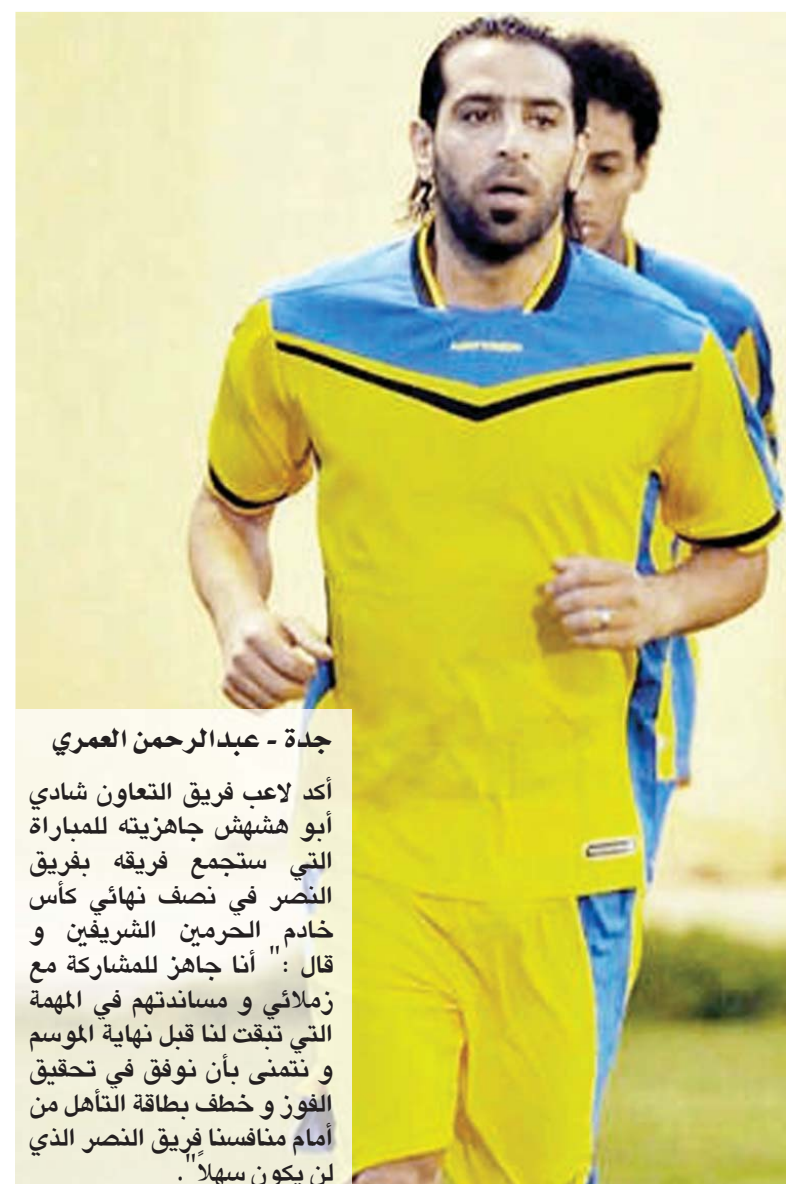 جدة - عبدالرحمن العمري
أكد لاعب فريق التعاون شادي
أبو هشهش جاهزيته للمباراة
التي ستجمع فريقه بفريق
النصر في نصف نهائي كأس
خادم الحرمين الشريفين و
قال :" أنا جاهز للمشاركة مع
زملائي و مساندتهم في المهمة
التي تبقت لنا قبل نهاية الموسم
و نتمنى بأن نوفق في تحقيق
الفوز و خطف بطاقة التأهل من
أمام منافسنا فريق النصر الذي
لن يكون سهلاً".